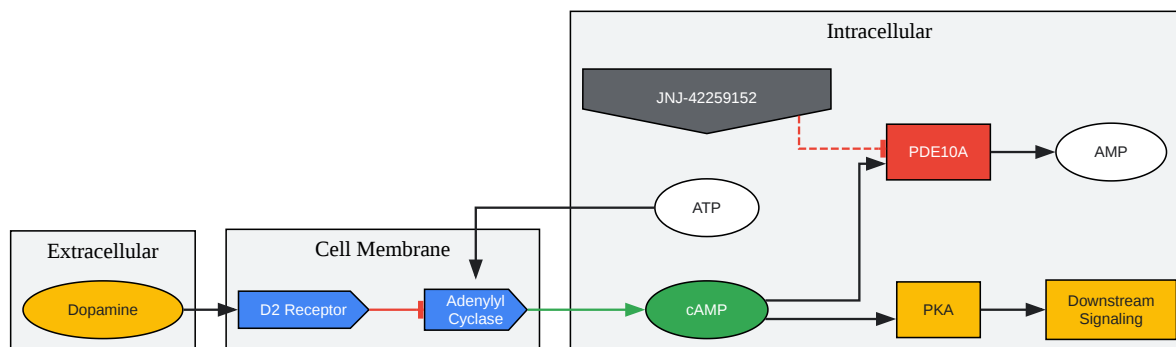 Intracellular
JNJ-42259152
PDE10A
AMP
ATP
Extracellular
Cell Membrane
Dopamine
D2 Receptor
Adenylyl
Cyclase
cAMP
PKA
Downstream
Signaling